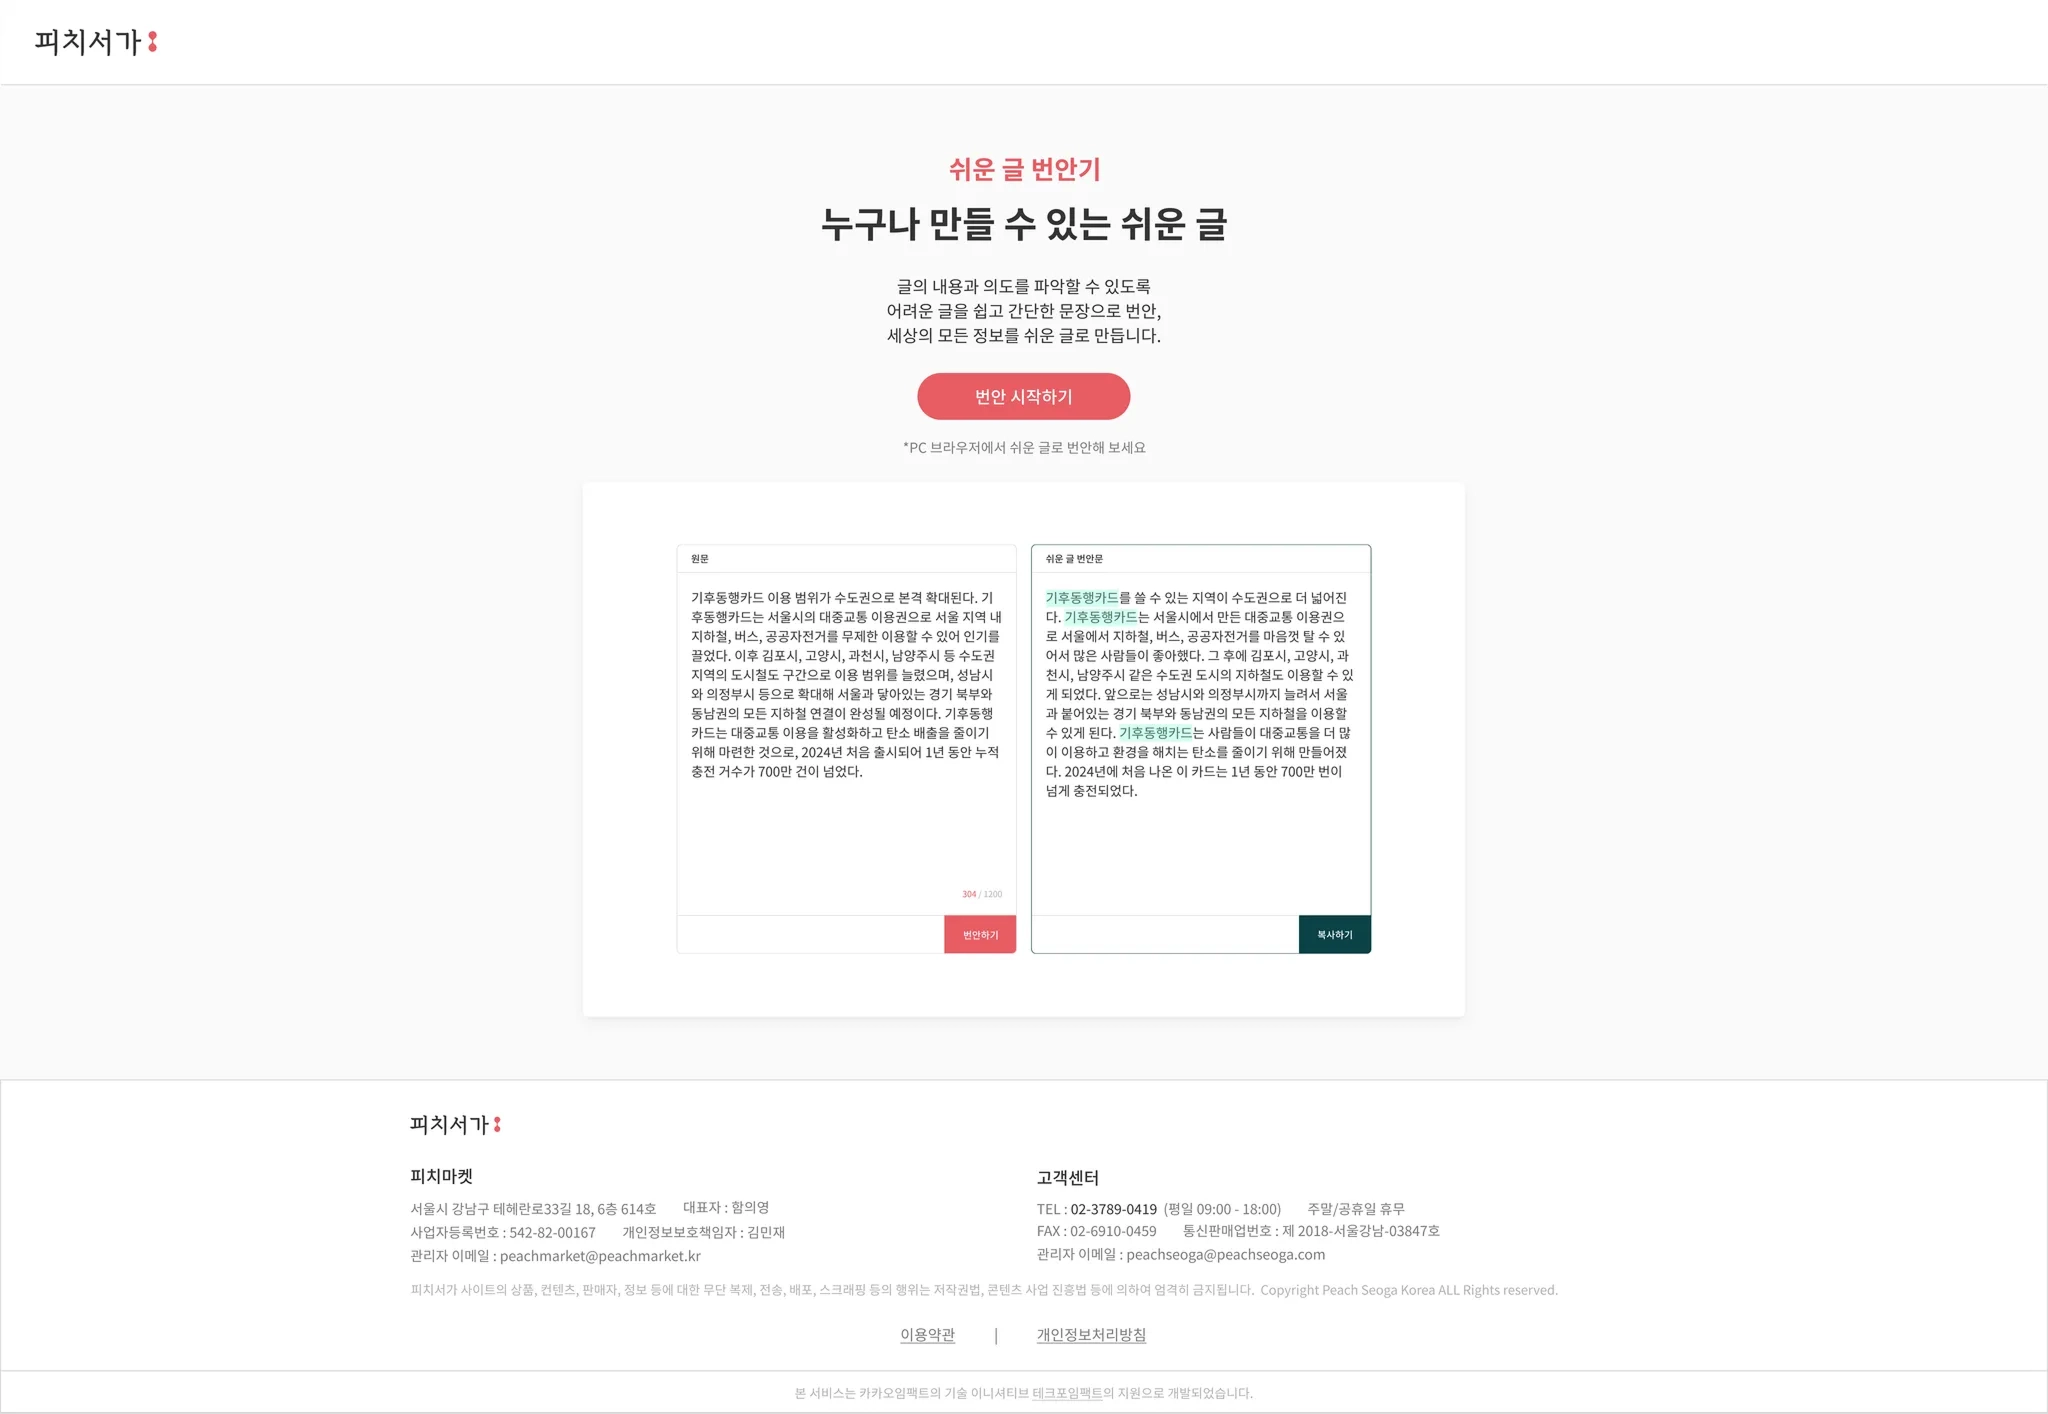 피치서가
쉬운 글 번안기
누구나 만들 수 있는 쉬운 글
글의 내용과 의도를 파악할 수 있도록
어려운 글을 쉽고 간단한 문장으로 번안,
세상의 모든 정보를 쉬운 글로 만듭니다.
번안 시작하기
*PC 브라우저에서 쉬운 글로 번안해 보세요
원문
기후동행카드 이용 범위가 수도권으로 본격 확대된다. 기
후동행카드는 서울시의 대중교통 이용권으로 서울 지역 내
지하철, 버스, 공공자전거를 무제한 이용할 수 있어 인기를
끌었다. 이후 김포시, 고양시, 과천시, 남양주시 등 수도권
지역의 도시철도 구간으로 이용 범위를 늘렸으며, 성남시
와 의정부시 등으로 확대해 서울과 닿아있는 경기 북부와
동남권의 모든 지하철 연결이 완성될 예정이다. 기후동행
카드는 대중교통 이용을 활성화하고 탄소 배출을 줄이기
위해 마련한 것으로, 2024년 처음 출시되어 1년 동안 누적
충전 거수가 700만 건이 넘었다.
304 / 1200
번안하기
쉬운 글 번안문
기후동행카드를 쓸 수 있는 지역이 수도권으로 더 넓어진
다. 기후동행카드는 서울시에서 만든 대중교통 이용권으
로 서울에서 지하철, 버스, 공공자전거를 마음껏 탈 수 있
어서 많은 사람들이 좋아했다. 그 후에 김포시, 고양시, 과
천시, 남양주시 같은 수도권 도시의 지하철도 이용할 수 있
게 되었다. 앞으로는 성남시와 의정부시까지 늘려서 서울
과 붙어있는 경기 북부와 동남권의 모든 지하철을 이용할
수 있게 된다. 기후동행카드는 사람들이 대중교통을 더 많
이 이용하고 환경을 해치는 탄소를 줄이기 위해 만들어졌
다. 2024년에 처음 나온 이 카드는 1년 동안 700만 번이
넘게 충전되었다.
복사하기
피치서가
피치마켓
서울시 강남구 테헤란로33길 18, 6층 614호 대표자 : 함의영
사업자등록번호 : 542-82-00167 개인정보보호책임자 : 김민재
관리자 이메일 : peachmarket@peachmarket.kr
고객센터
TEL : 02-3789-0419 (평일 09:00 - 18:00) 주말/공휴일 휴무
FAX : 02-6910-0459 통신판매업번호 : 제 2018-서울강남-03847호
관리자 이메일 : peachseoga@peachseoga.com
피치서가 사이트의 상품, 컨텐츠, 판매자, 정보 등에 대한 무단 복제, 전송, 배포, 스크래핑 등의 행위는 저작권법, 콘텐츠 사업 진흥법 등에 의하여 엄격히 금지됩니다. Copyright Peach Seoga Korea ALL Rights reserved.
이용약관 | 개인정보처리방침
본 서비스는 카카오임팩트의 기술 이니셔티브 테크포임팩트의 지원으로 개발되었습니다.